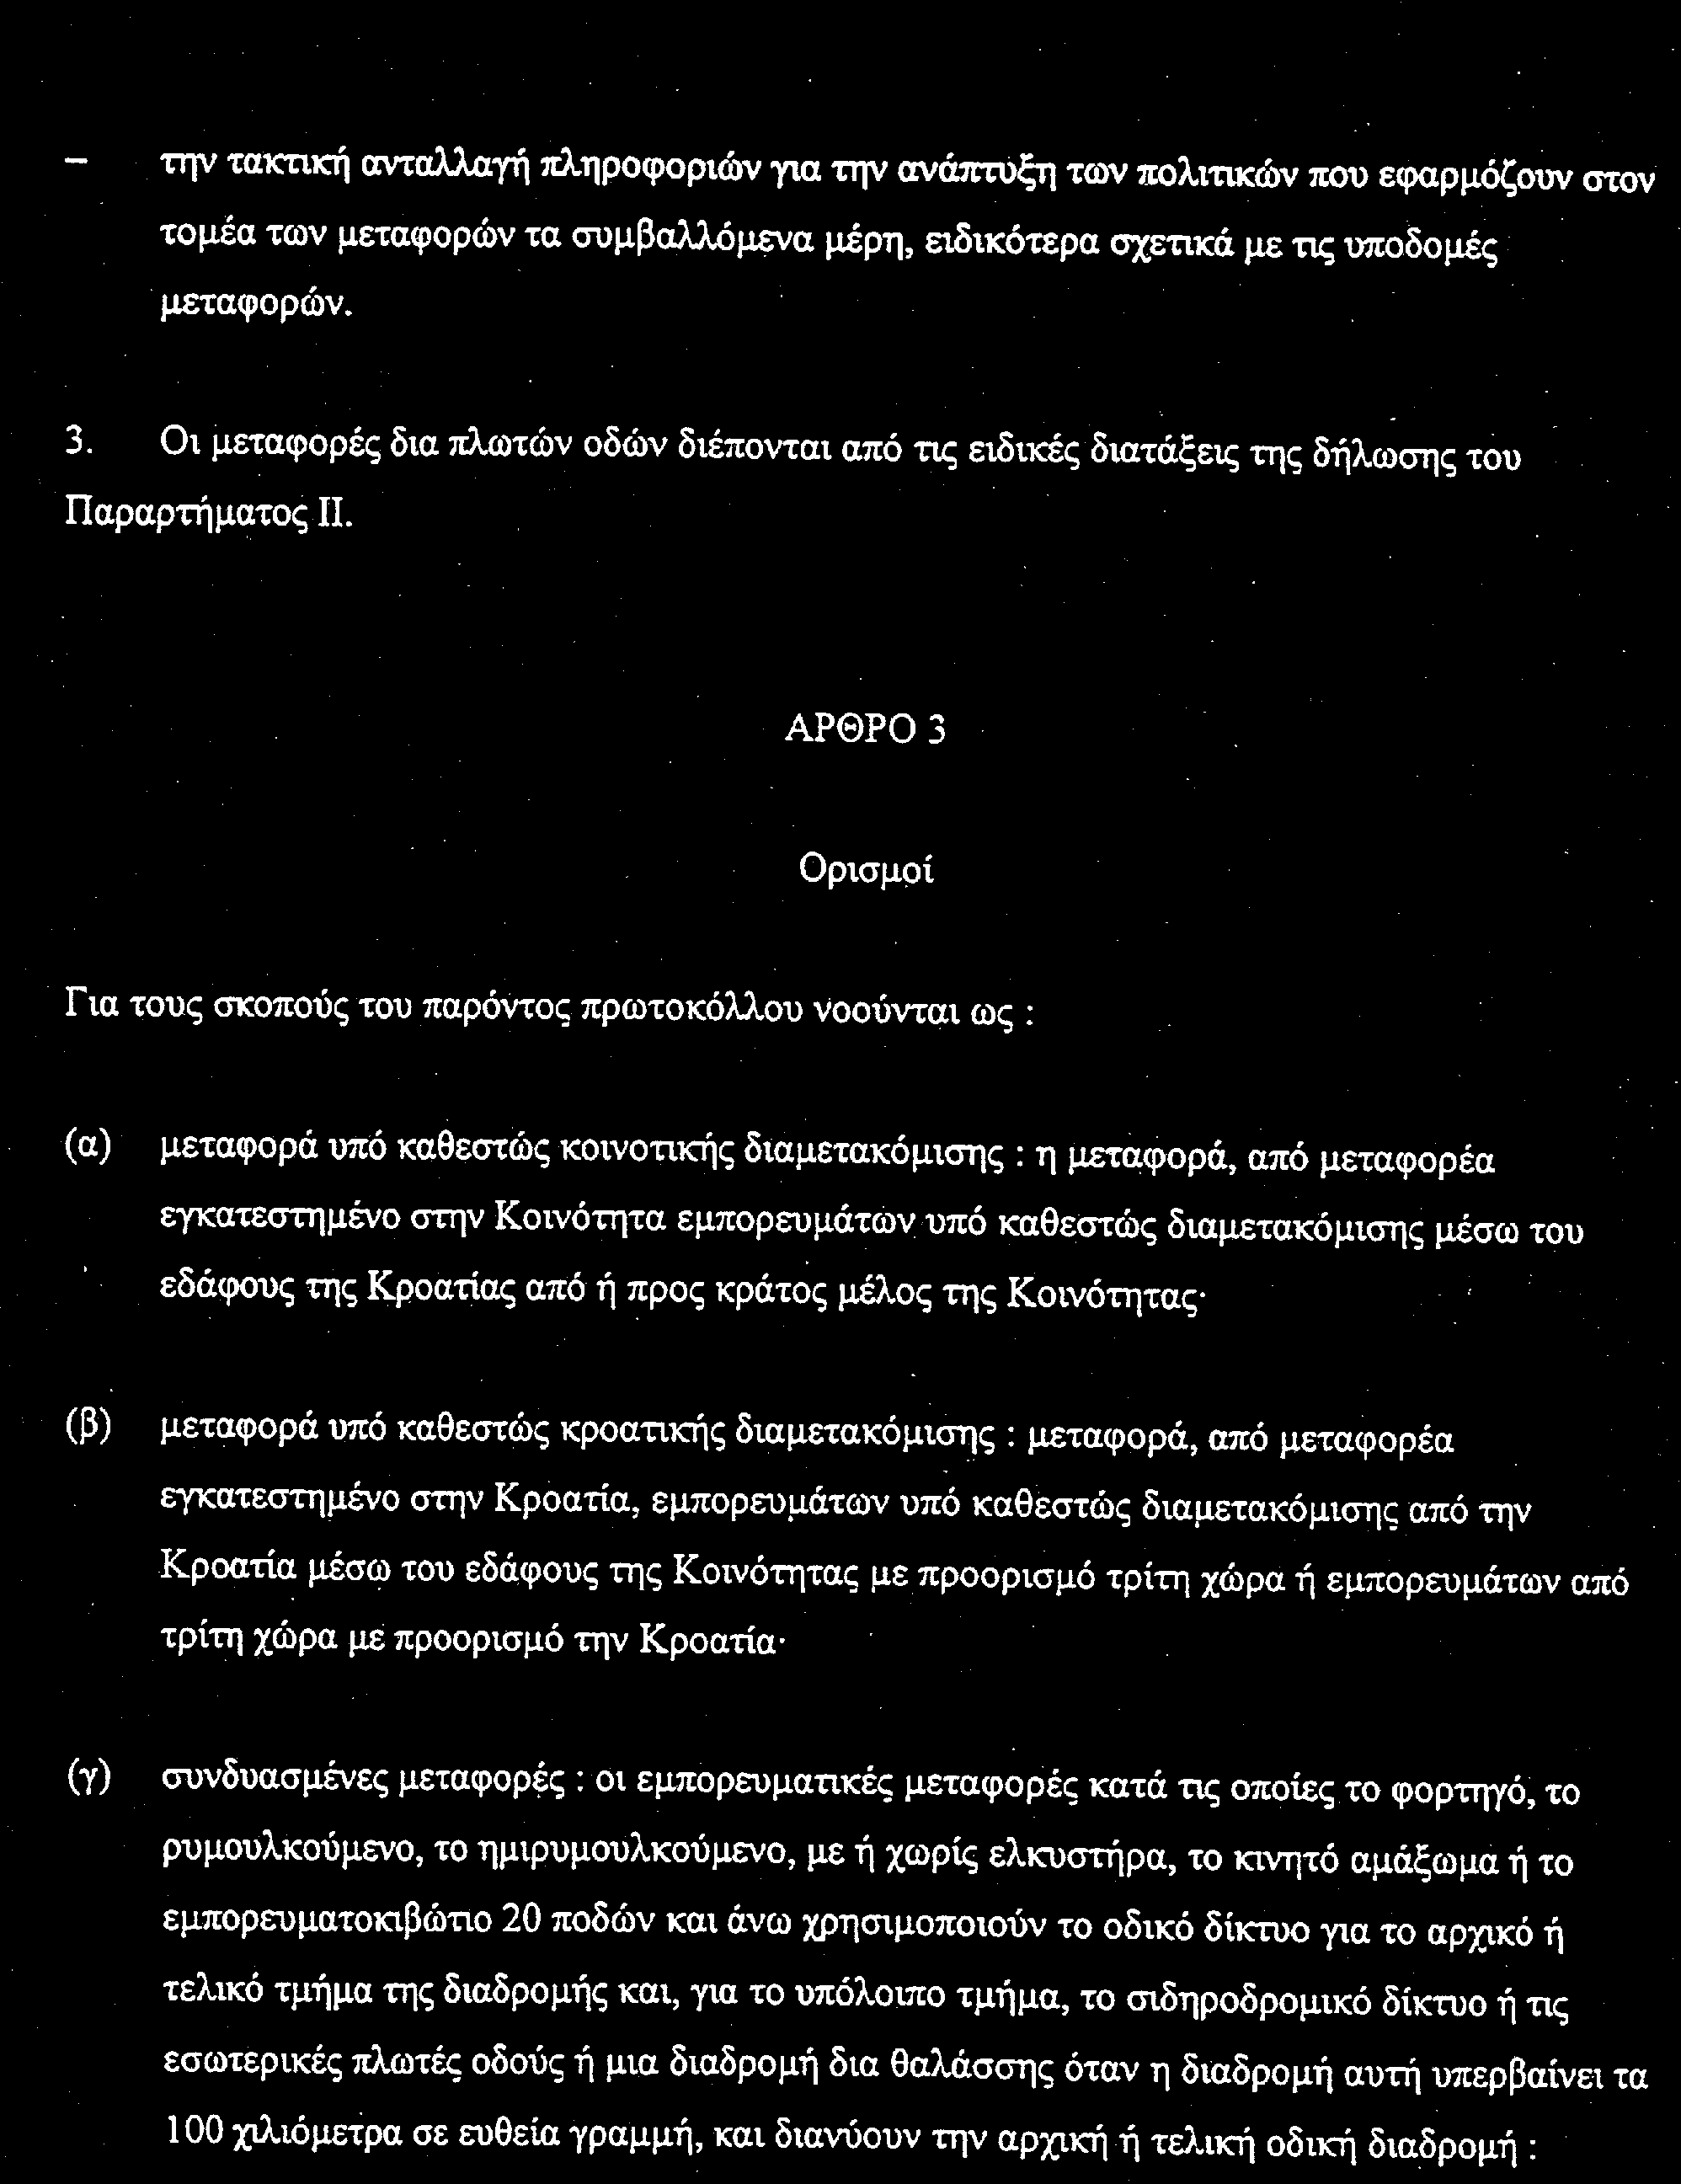 – την τακτική ανταλλαγή πληροφοριών για την ανάπτυξη των πολιτικών που εφαρμόζουν στον
τομέα των μεταφορών τα συμβαλλόμενα μέρη, ειδικότερα σχετικά με τις υποδομές
μεταφορών.
3. Οι μεταφορές δια πλωτών οδών διέπονται από τις ειδικές διατάξεις της δήλωσης του
Παραρτήματος ΙΙ.
ΑΡΘΡΟ 3
Ορισμοί
Για τους σκοπούς του παρόντος πρωτοκόλλου νοούνται ως :
(α) μεταφορά υπό καθεστώς κοινοτικής διαμετακόμισης : η μεταφορά, από μεταφορέα
εγκατεστημένο στην Κοινότητα εμπορευμάτων υπό καθεστώς διαμετακόμισης μέσω του
εδάφους της Κροατίας από ή προς κράτος μέλος της Κοινότητας·
(β) μεταφορά υπό καθεστώς κροατικής διαμετακόμισης : μεταφορά, από μεταφορέα
εγκατεστημένο στην Κροατία, εμπορευμάτων υπό καθεστώς διαμετακόμισης από την
Κροατία μέσω του εδάφους της Κοινότητας με προορισμό τρίτη χώρα ή εμπορευμάτων από
τρίτη χώρα με προορισμό την Κροατία·
(γ) συνδυασμένες μεταφορές : οι εμπορευματικές μεταφορές κατά τις οποίες το φορτηγό, το
ρυμουλκούμενο, το ημιρυμουλκούμενο, με ή χωρίς ελκυστήρα, το κινητό αμάξωμα ή το
εμπορευματοκιβώτιο 20 ποδών και άνω χρησιμοποιούν το οδικό δίκτυο για το αρχικό ή
τελικό τμήμα της διαδρομής και, για το υπόλοιπο τμήμα, το σιδηροδρομικό δίκτυο ή τις
εσωτερικές πλωτές οδούς ή μια διαδρομή δια θαλάσσης όταν η διαδρομή αυτή υπερβαίνει τα
100 χιλιόμετρα σε ευθεία γραμμή, και διανύουν την αρχική ή τελική οδική διαδρομή :